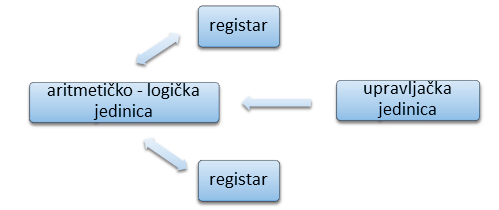 registar
aritmetičko - logička
jedinica
upravljačka
jedinica
registar